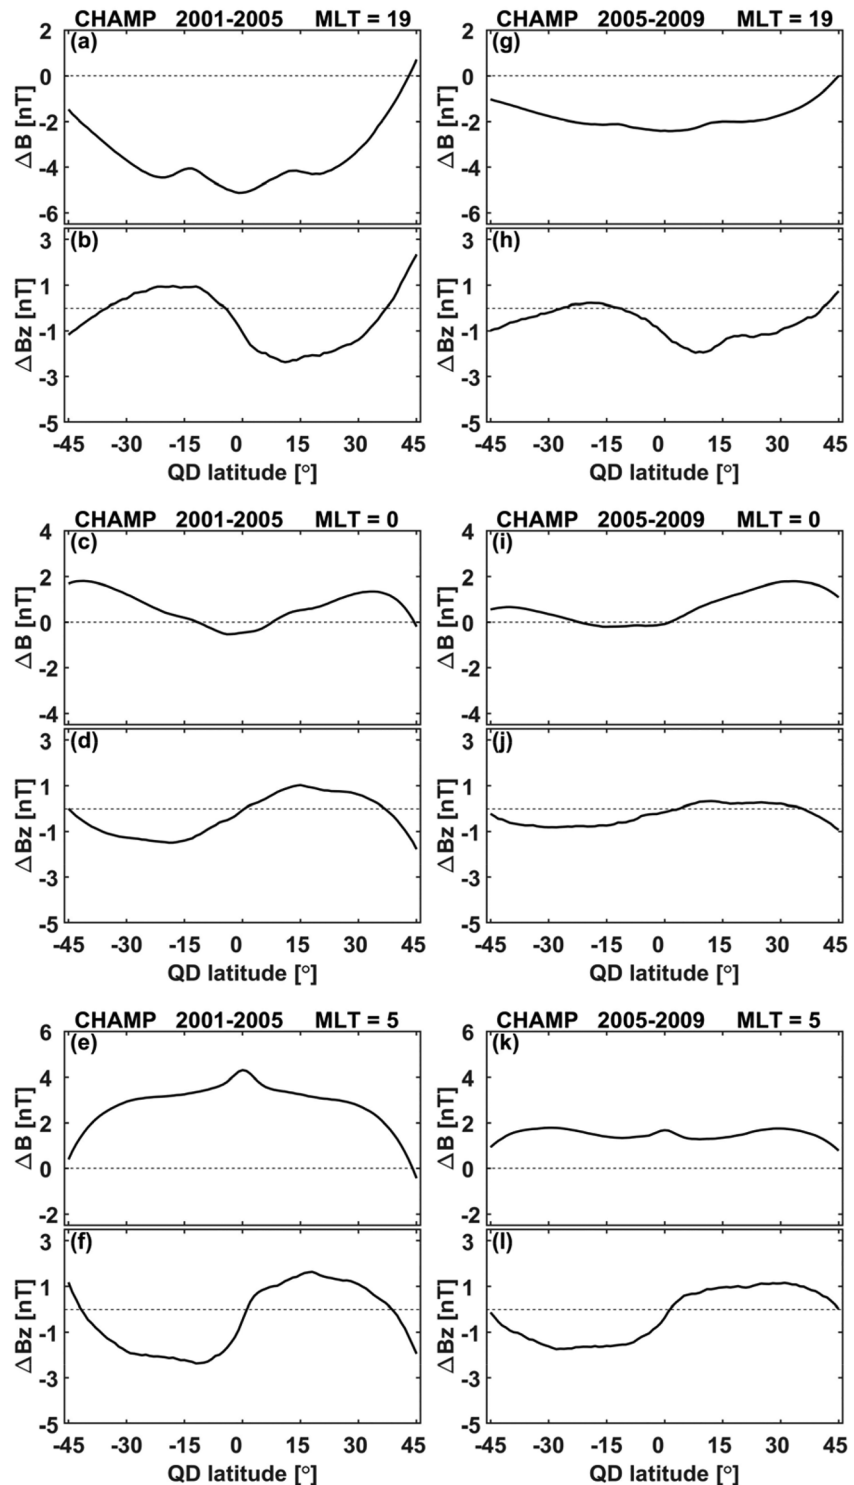 CHAMP 2001-2005 MLT = 19
(a)
2
0
-2
-4
-6
ΔB [nT]
(b)
3
1
-1
-3
-5
ΔBz [nT]
-45 -30 -15 0 15 30 45
QD latitude [°]
CHAMP 2005-2009 MLT = 19
(g)
2
0
-2
-4
-6
ΔB [nT]
(h)
3
1
-1
-3
-5
ΔBz [nT]
-45 -30 -15 0 15 30 45
QD latitude [°]
CHAMP 2001-2005 MLT = 0
(c)
4
2
0
-2
-4
ΔB [nT]
(d)
3
1
-1
-3
-5
ΔBz [nT]
-45 -30 -15 0 15 30 45
QD latitude [°]
CHAMP 2005-2009 MLT = 0
(i)
4
2
0
-2
-4
ΔB [nT]
(j)
3
1
-1
-3
-5
ΔBz [nT]
-45 -30 -15 0 15 30 45
QD latitude [°]
CHAMP 2001-2005 MLT = 5
(e)
6
4
2
0
-2
ΔB [nT]
(f)
3
1
-1
-3
-5
ΔBz [nT]
-45 -30 -15 0 15 30 45
QD latitude [°]
CHAMP 2005-2009 MLT = 5
(k)
6
4
2
0
-2
ΔB [nT]
(l)
3
1
-1
-3
-5
ΔBz [nT]
-45 -30 -15 0 15 30 45
QD latitude [°]